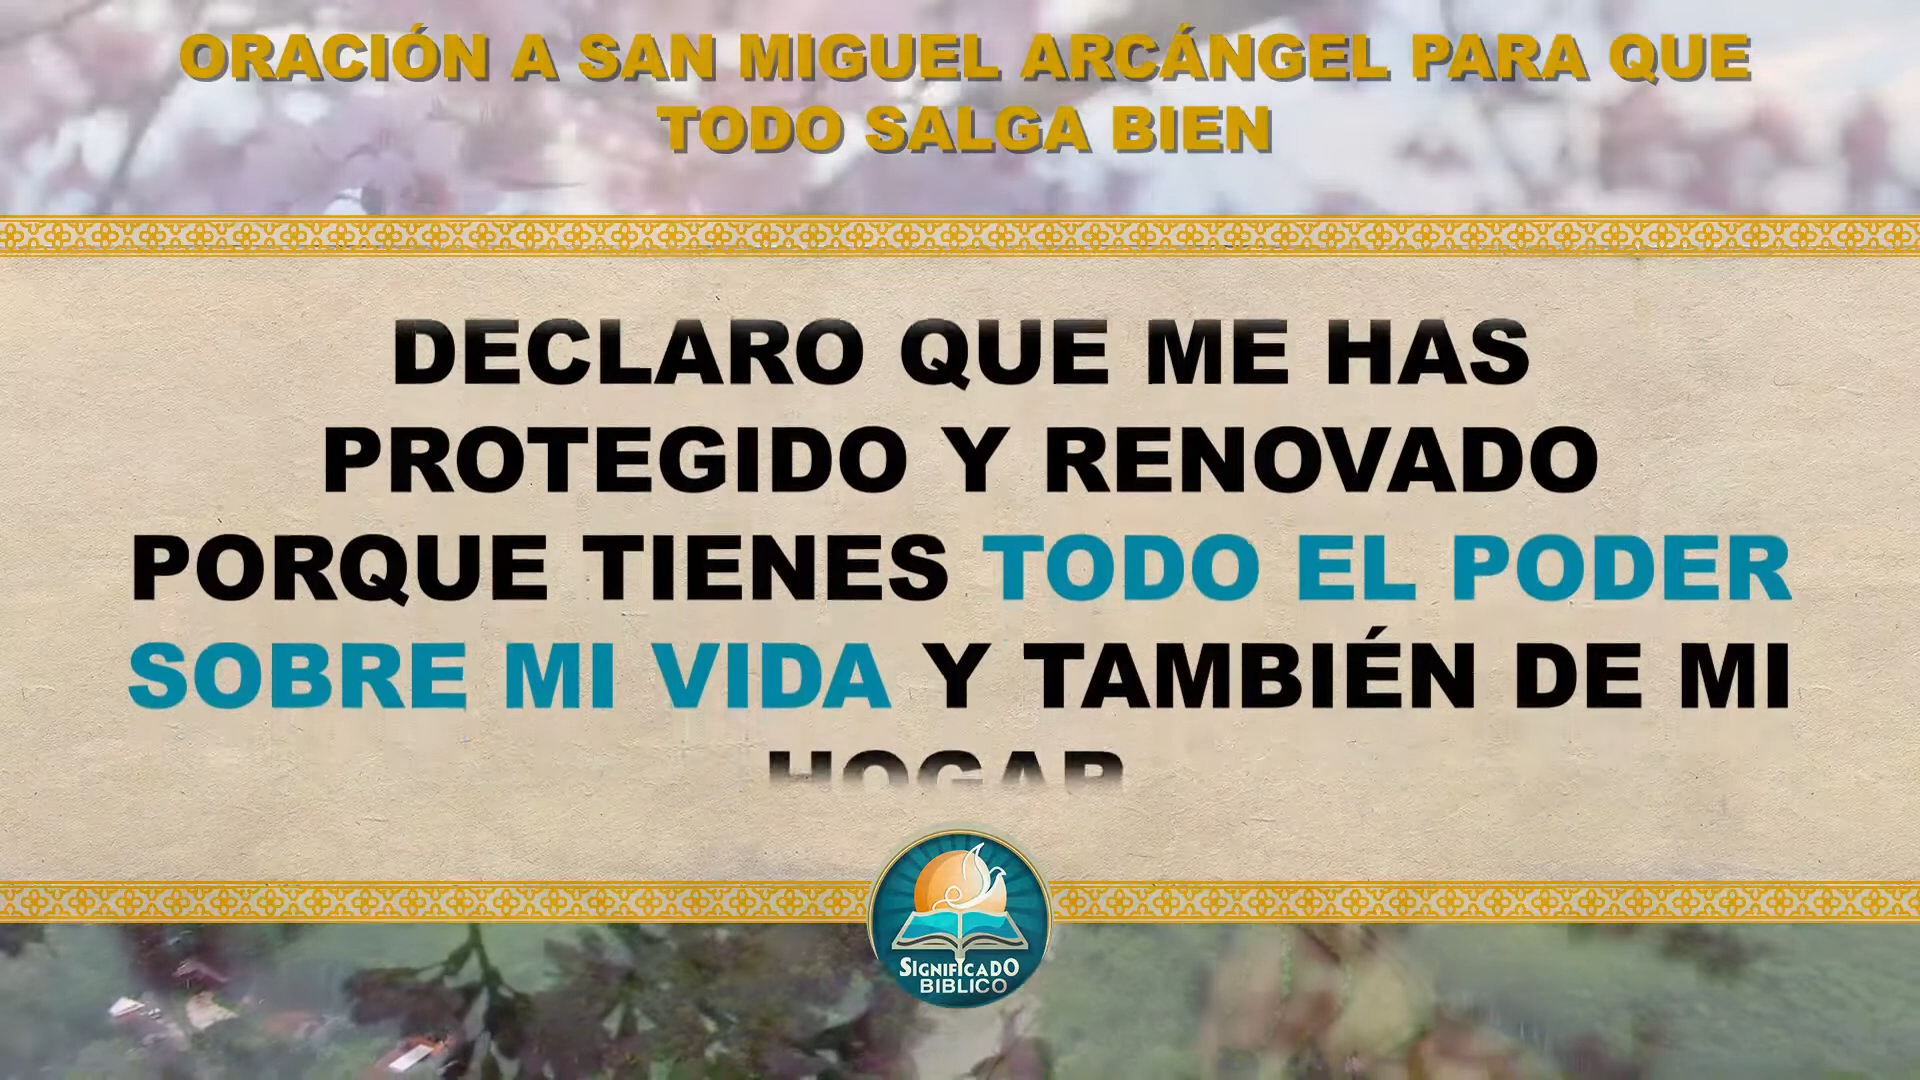 ORACIÓN A SAN MIGUEL ARCÁNGEL PARA QUE
TODO SALGA BIEN
DECLARO QUE ME HAS
PROTEGIDO Y RENOVADO
PORQUE TIENES TODO EL PODER
SOBRE MI VIDA Y TAMBIÉN DE MI
HOGAR
SIGNIFICADO
BIBLICO